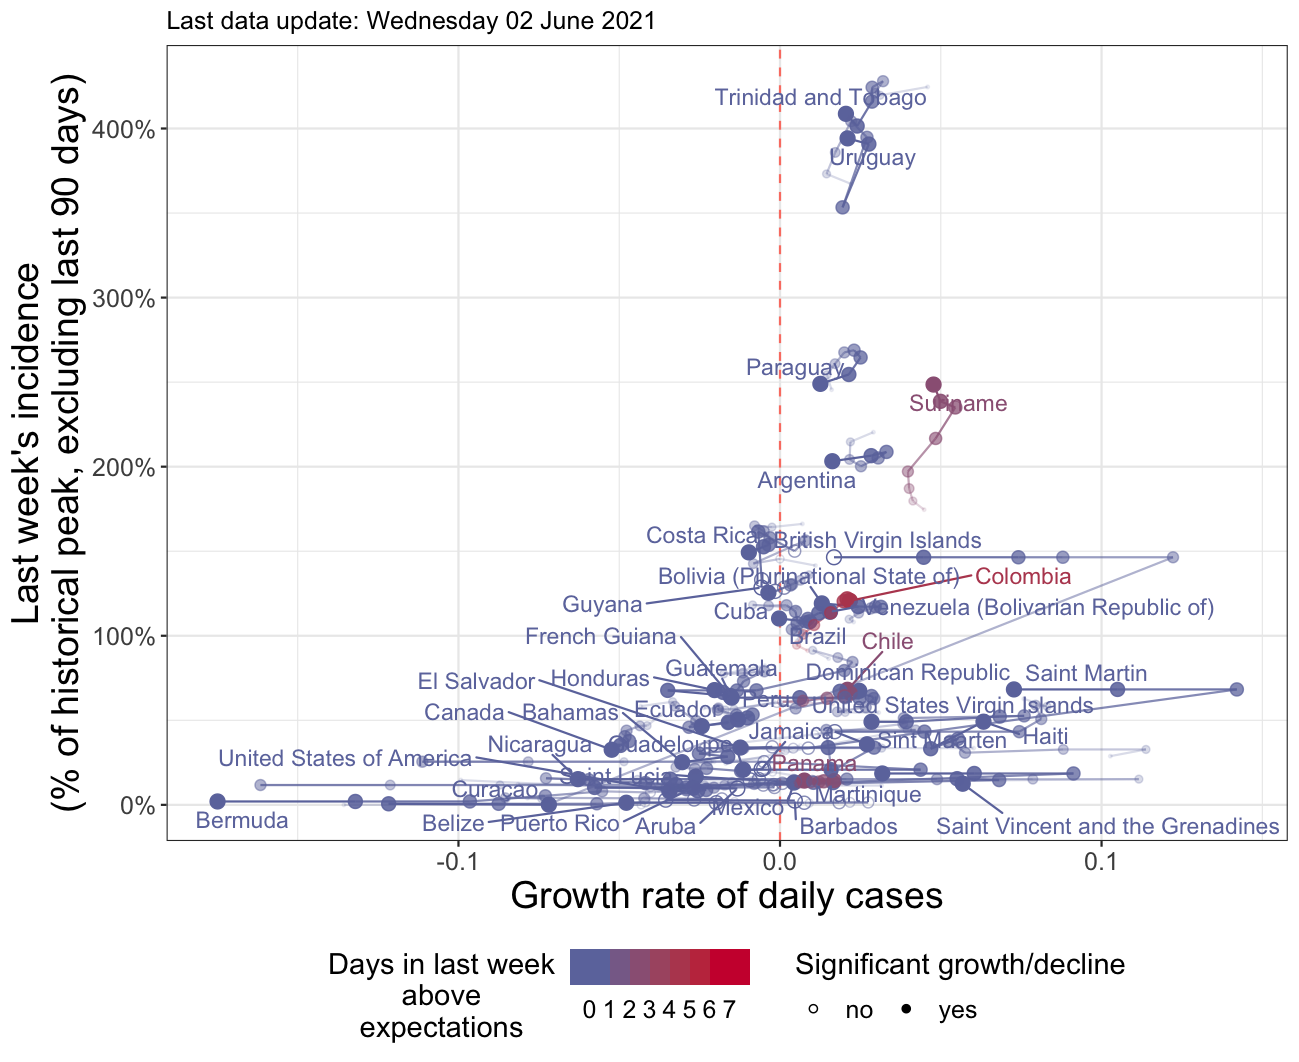 Last data update: Wednesday 02 June 2021
Last week's incidence
(% of historical peak, excluding last 90 days)
400%
300%
200%
100%
0%
Trinidad and Tobago
Uruguay
Paraguay
Suriname
Argentina
Costa Rica
British Virgin Islands
Bolivia (Plurinational State of)
Colombia
Guyana
Cuba
Venezuela (Bolivarian Republic of)
French Guiana
Brazil
Chile
Guatemala
Dominican Republic
Saint Martin
El Salvador
Honduras
Peru
United States Virgin Islands
Canada
Bahamas
Ecuador
Jamaica
Sint Maarten
Haiti
Nicaragua
Guadeloupe
United States of America
Saint Lucia
Panama
Curaçao
Martinique
Mexico
Bermuda
Belize
Puerto Rico
Aruba
Barbados
Saint Vincent and the Grenadines
-0.1
0.0
0.1
Growth rate of daily cases
Days in last week
above
expectations
0 1 2 3 4 5 6 7
Significant growth/decline
no
yes